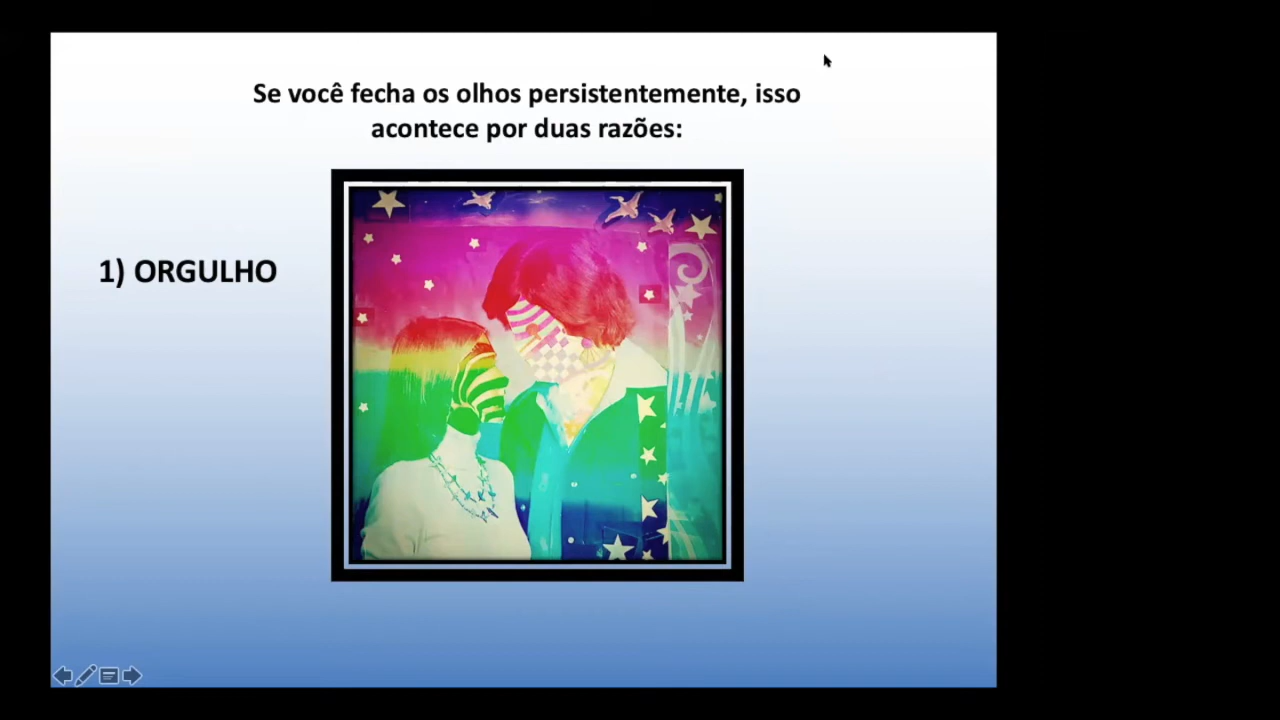 Se você fecha os olhos persistentemente, isso
acontece por duas razões:
1) ORGULHO